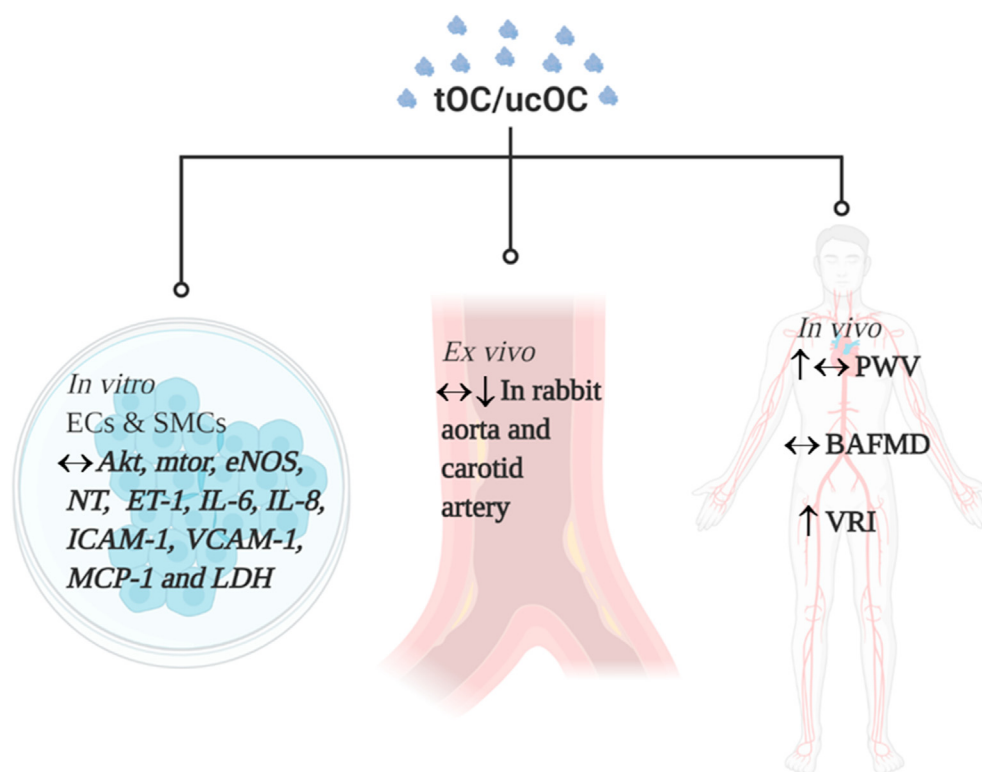 tOC/ucOC
In vitro
ECs & SMCs
↔Akt, mtor, eNOS,
NT, ET-1, IL-6, IL-8,
ICAM-1, VCAM-1,
MCP-1 and LDH
Ex vivo
↔↓In rabbit
aorta and
carotid
artery
In vivo
↑↔PWV
↔BAFMD
↑VRI